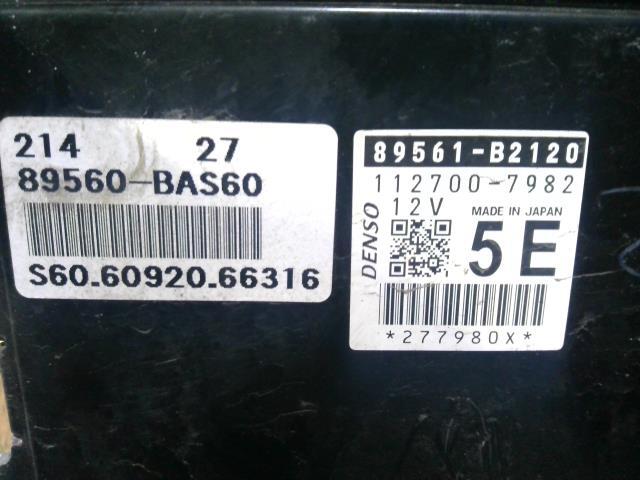 214 27
89560-BAS60
S60.60920.66316
89561-B2120
112700-7982
DENSO
12V MADE IN JAPAN
5E
*277980X*